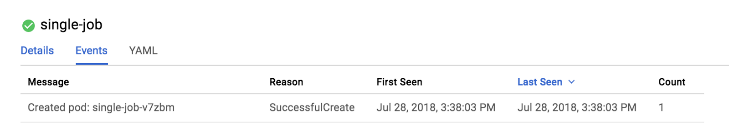 single-job
Details Events YAML
Message Reason First Seen Last Seen Count
Created pod: single-job-v7zbm SuccessfulCreate Jul 28, 2018, 3:38:03 PM Jul 28, 2018, 3:38:03 PM 1